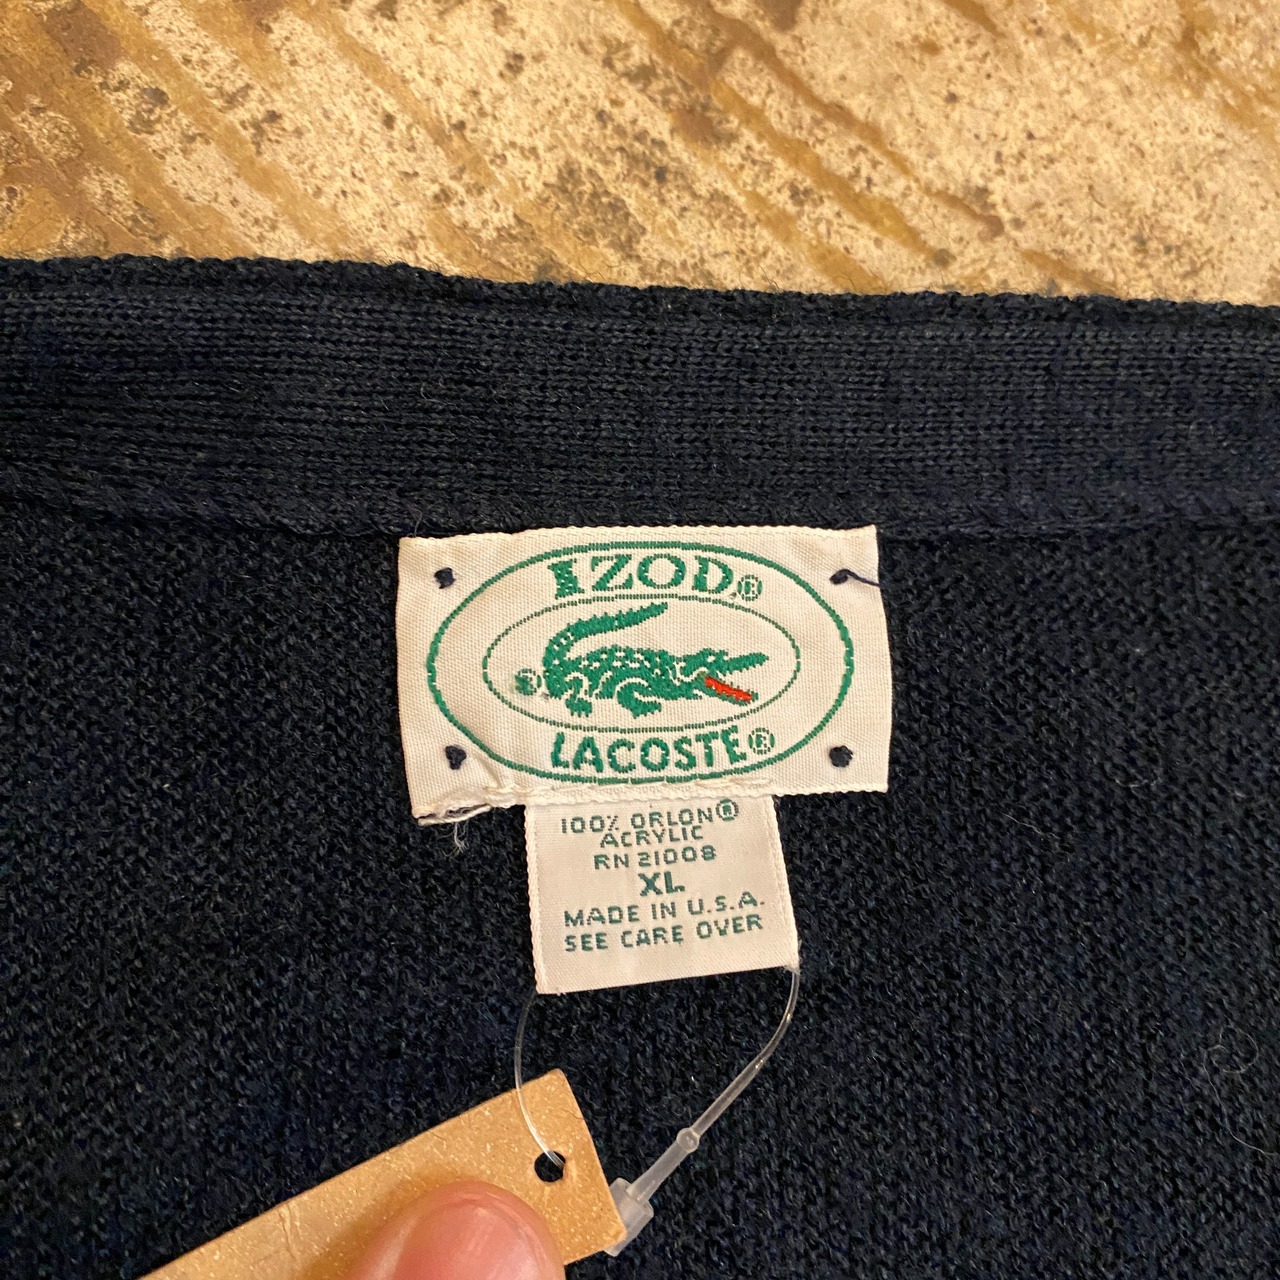 IZOD®
®
LACOSTE®
100% ORLON®
ACRYLIC
RN 21008
XL
MADE IN U.S.A.
SEE CARE OVER